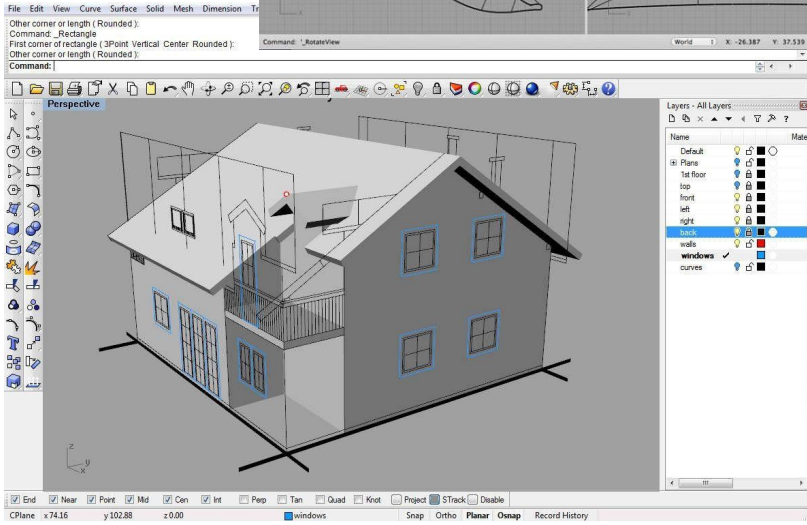 File Edit View Curve Surface Solid Mesh Dimension
Other corner or length ( Rounded ):
Command: _Rectangle
First corner of rectangle ( 3Point Vertical Center Rounded ):
Other corner or length ( Rounded ):
Command:
Command: '_RotateView
World X: -26.387 Y: 37.539
Perspective
Layers - All Layers
Name Mate
Default
Plans
1st floor
top
front
left
right
back
walls
windows
curves
z
y
x
End Near Point Mid Cen Int Perp Tan Quad Knot Project STrack Disable
CPlane x 74.16 y 102.88 z 0.00 windows Snap Ortho Planar Osnap Record History